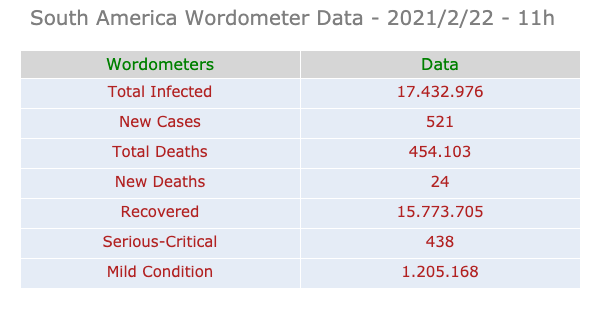 South America Wordometer Data - 2021/2/22 - 11h
Wordometers Data
Total Infected 17.432.976
New Cases 521
Total Deaths 454.103
New Deaths 24
Recovered 15.773.705
Serious-Critical 438
Mild Condition 1.205.168